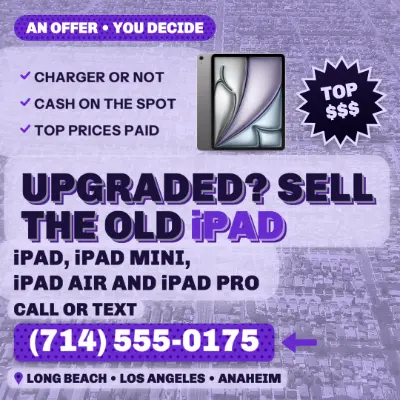 AN OFFER • YOU DECIDE
CHARGER OR NOT
CASH ON THE SPOT
TOP PRICES PAID
TOP
$$$
UPGRADED? SELL
THE OLD iPAD
iPAD, iPAD MINI,
iPAD AIR AND iPAD PRO
CALL OR TEXT
(714) 555-0175
LONG BEACH • LOS ANGELES • ANAHEIM